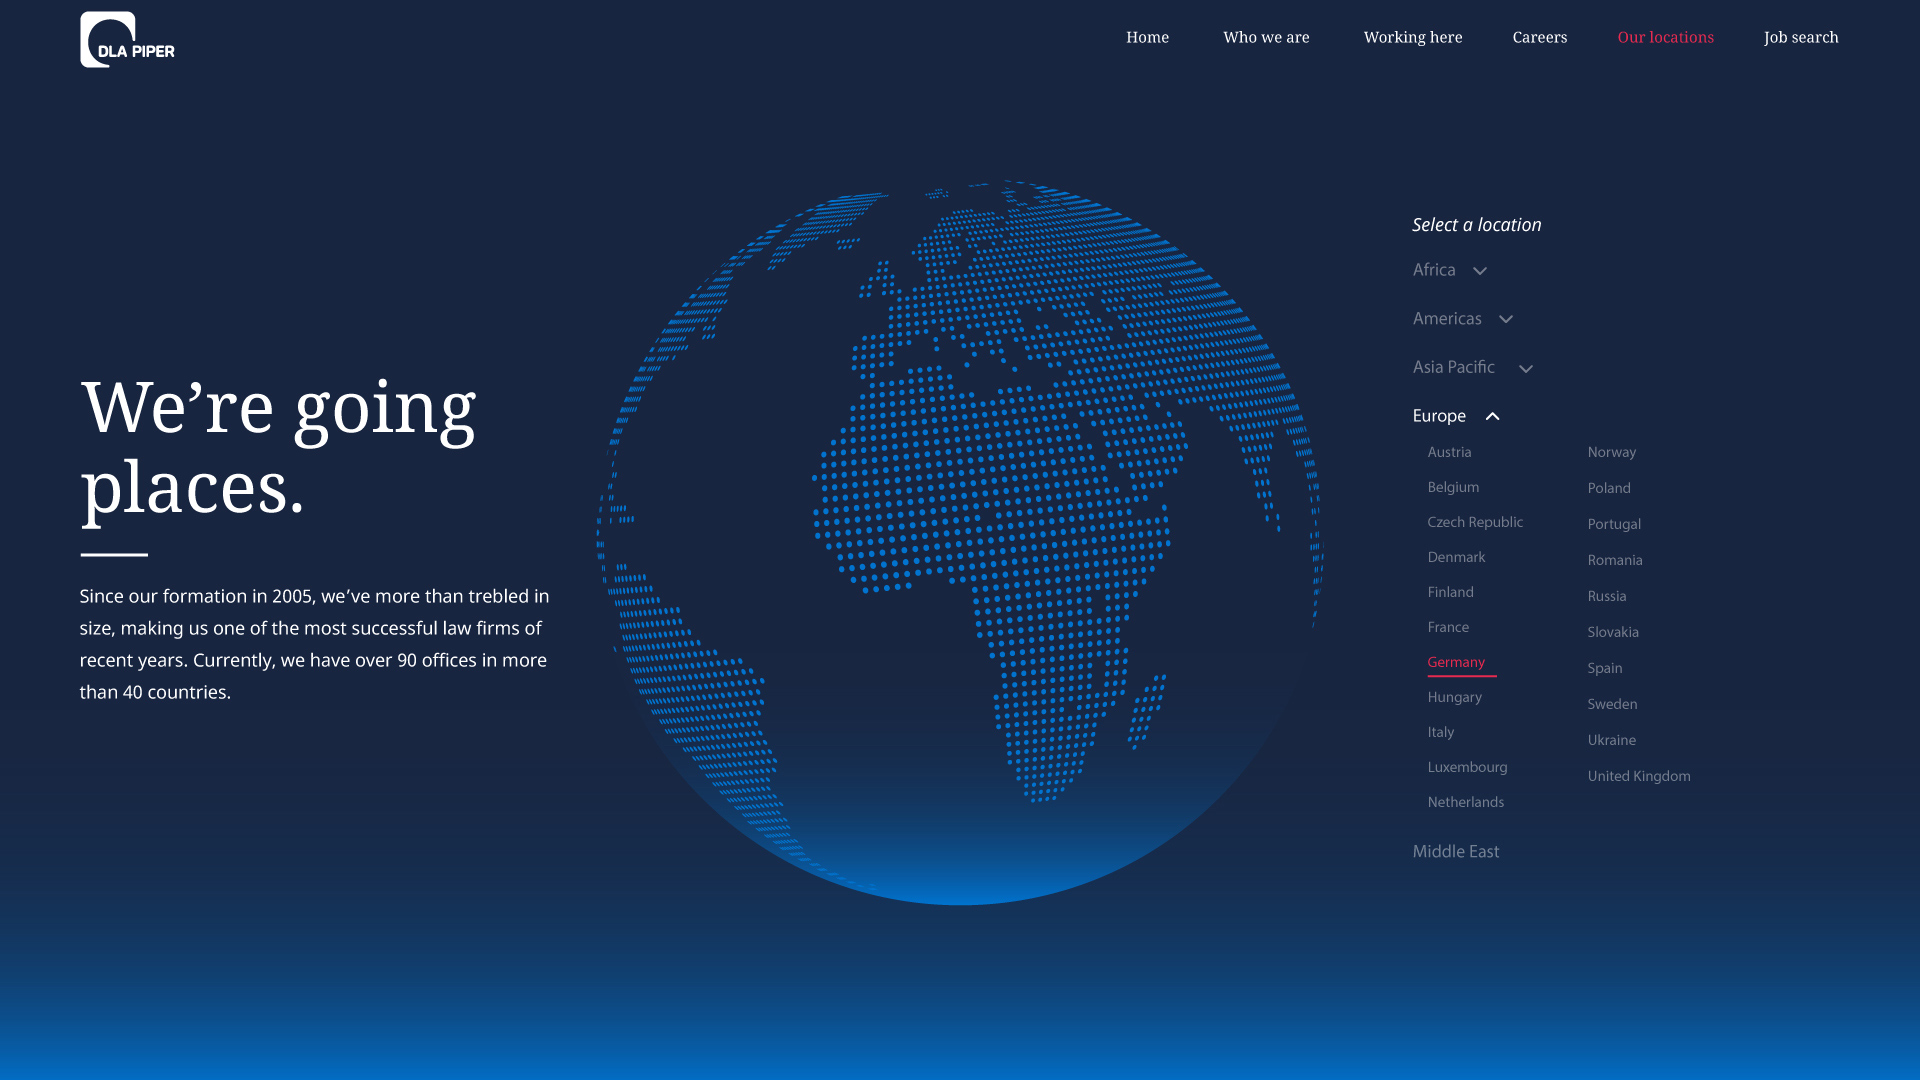 DLA PIPER
Home
Who we are
Working here
Careers
Our locations
Job search
We’re going
places.
Since our formation in 2005, we’ve more than trebled in
size, making us one of the most successful law firms of
recent years. Currently, we have over 90 offices in more
than 40 countries.
Select a location
Africa
Americas
Asia Pacific
Europe
Austria
Belgium
Czech Republic
Denmark
Finland
France
Germany
Hungary
Italy
Luxembourg
Netherlands
Norway
Poland
Portugal
Romania
Russia
Slovakia
Spain
Sweden
Ukraine
United Kingdom
Middle East